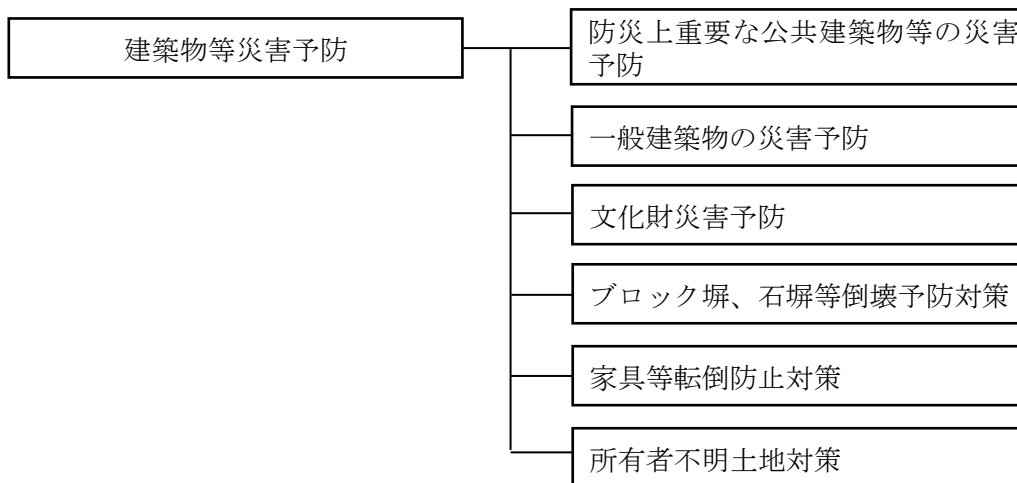 建築物等災害予防
防災上重要な公共建築物等の災害
予防
一般建築物の災害予防
文化財災害予防
ブロック塀、石塀等倒壊予防対策
家具等転倒防止対策
所有者不明土地対策